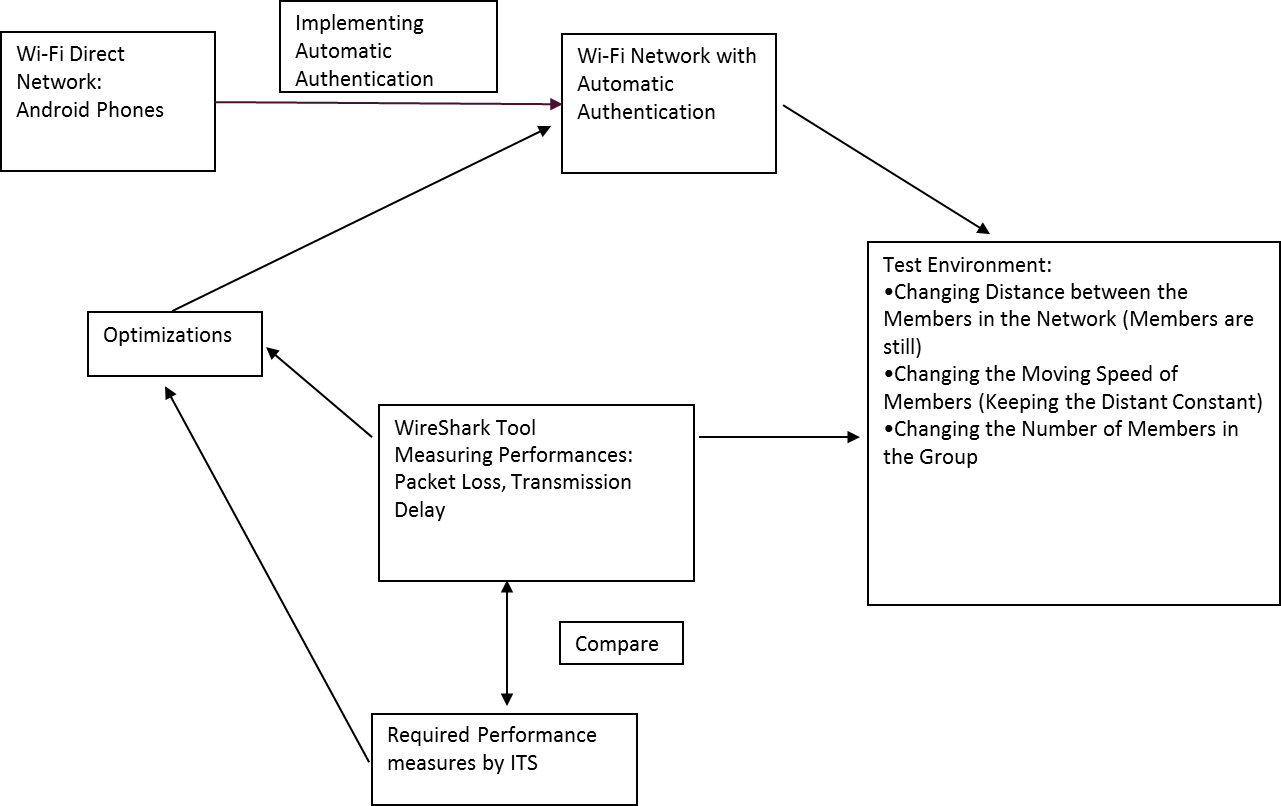 Implementing
Automatic
Authentication
Wi-Fi Direct
Network:
Android Phones
Wi-Fi Network with
Automatic
Authentication
Test Environment:
•Changing Distance between the
Members in the Network (Members are
still)
•Changing the Moving Speed of
Members (Keeping the Distant Constant)
•Changing the Number of Members in
the Group
Optimizations
WireShark Tool
Measuring Performances:
Packet Loss, Transmission
Delay
Compare
Required Performance
measures by ITS